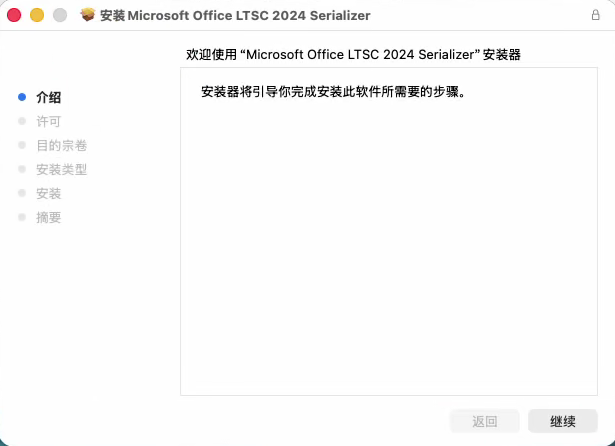 安装Microsoft Office LTSC 2024 Serializer
欢迎使用“Microsoft Office LTSC 2024 Serializer”安装器
安装器将引导你完成安装此软件所需要的步骤。
介绍
许可
目的宗卷
安装类型
安装
摘要
返回
继续